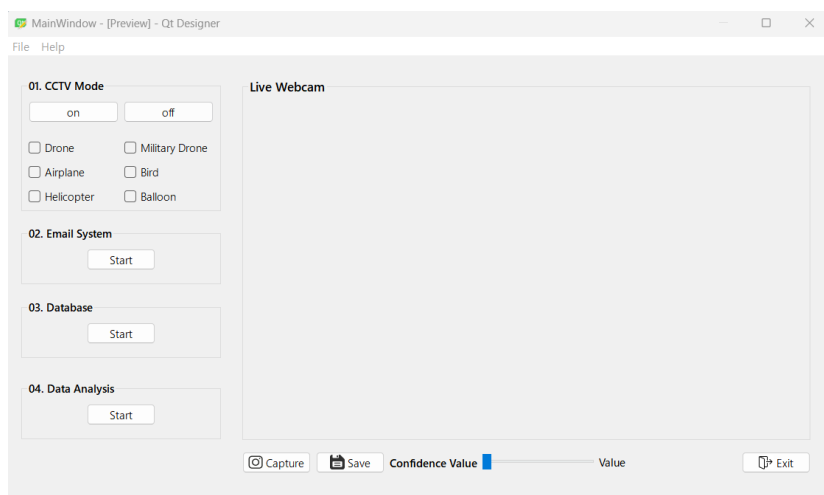 MainWindow - [Preview] - Qt Designer
File Help
01. CCTV Mode
on off
Drone Military Drone
Airplane Bird
Helicopter Balloon
02. Email System
Start
03. Database
Start
04. Data Analysis
Start
Live Webcam
Capture Save Confidence Value Value Exit